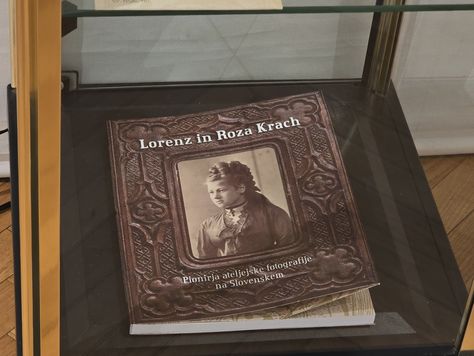 Lorenz in Roza Krach
Pionirja ateljejske fotografije
na Slovenskem